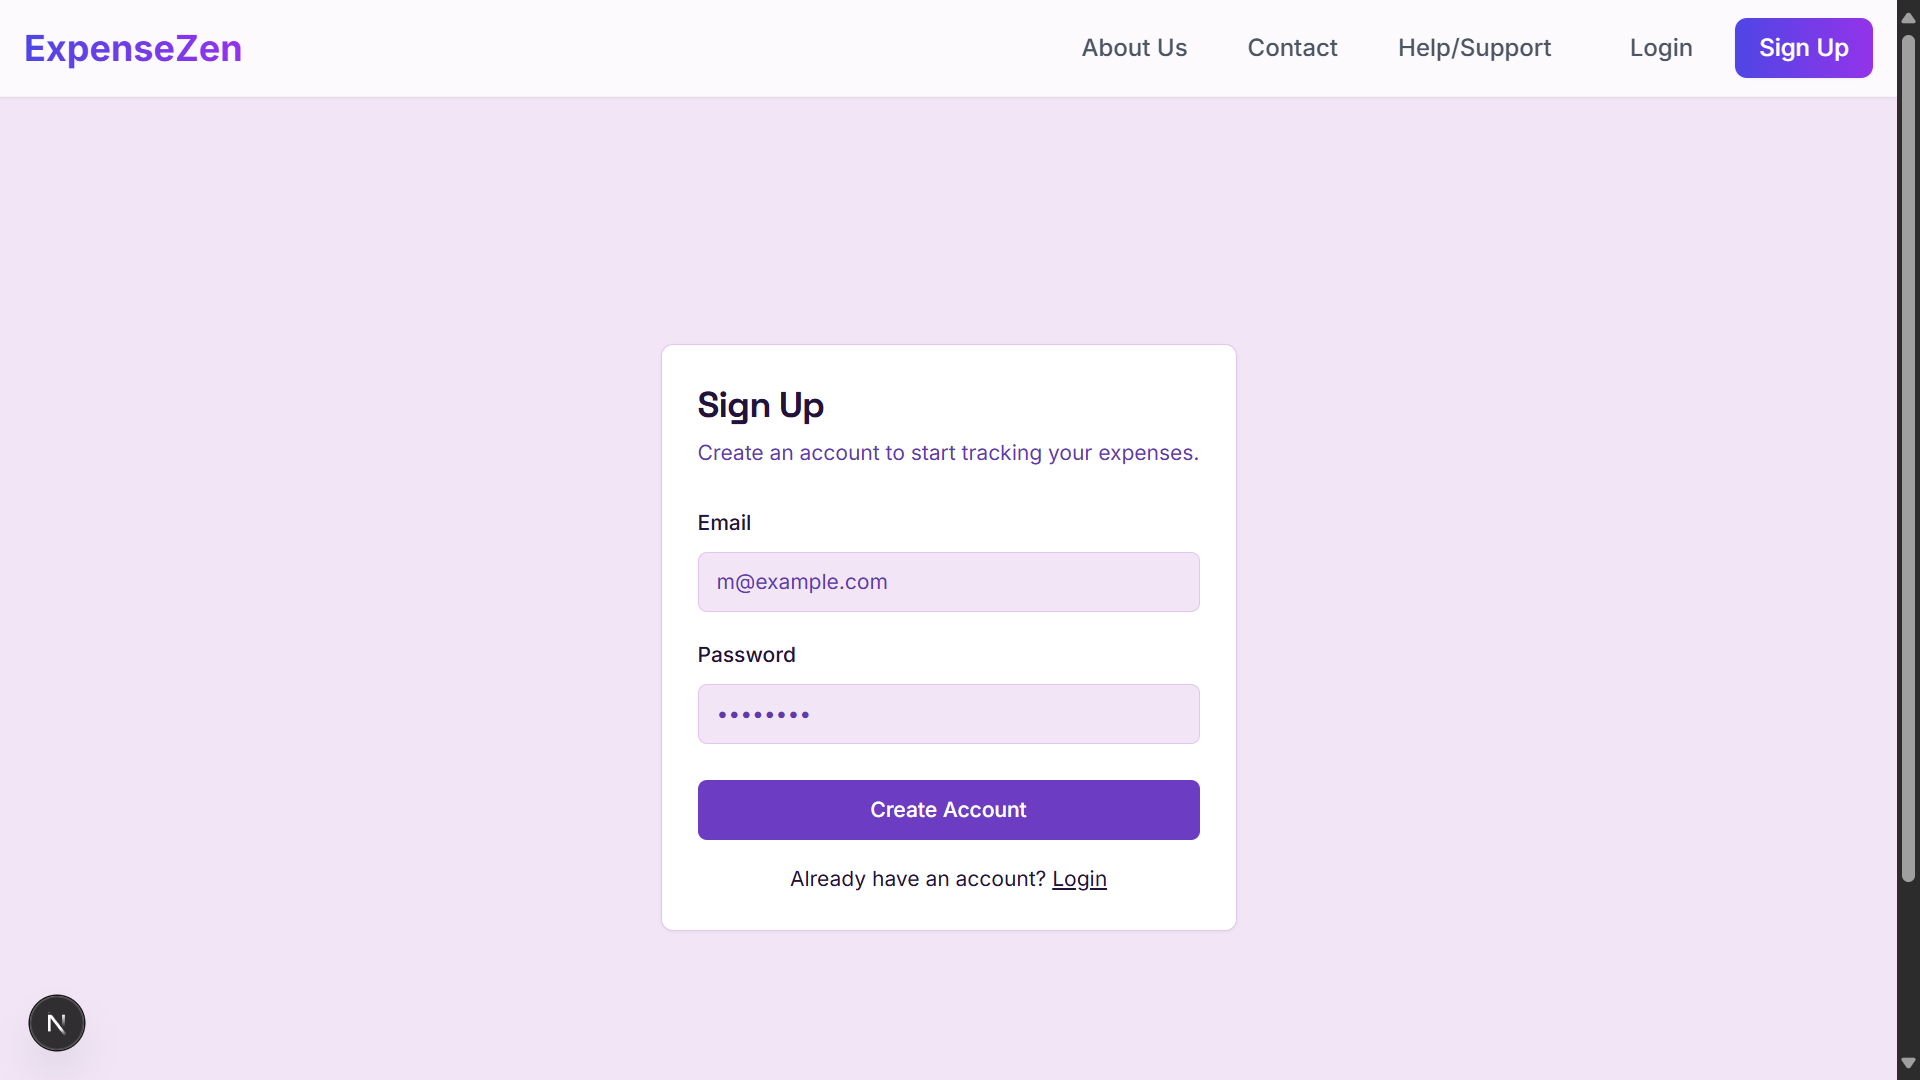 ExpenseZen
About Us
Contact
Help/Support
Login
Sign Up
Sign Up
Create an account to start tracking your expenses.
Email
m@example.com
Password
••••••••
Create Account
Already have an account? Login
N